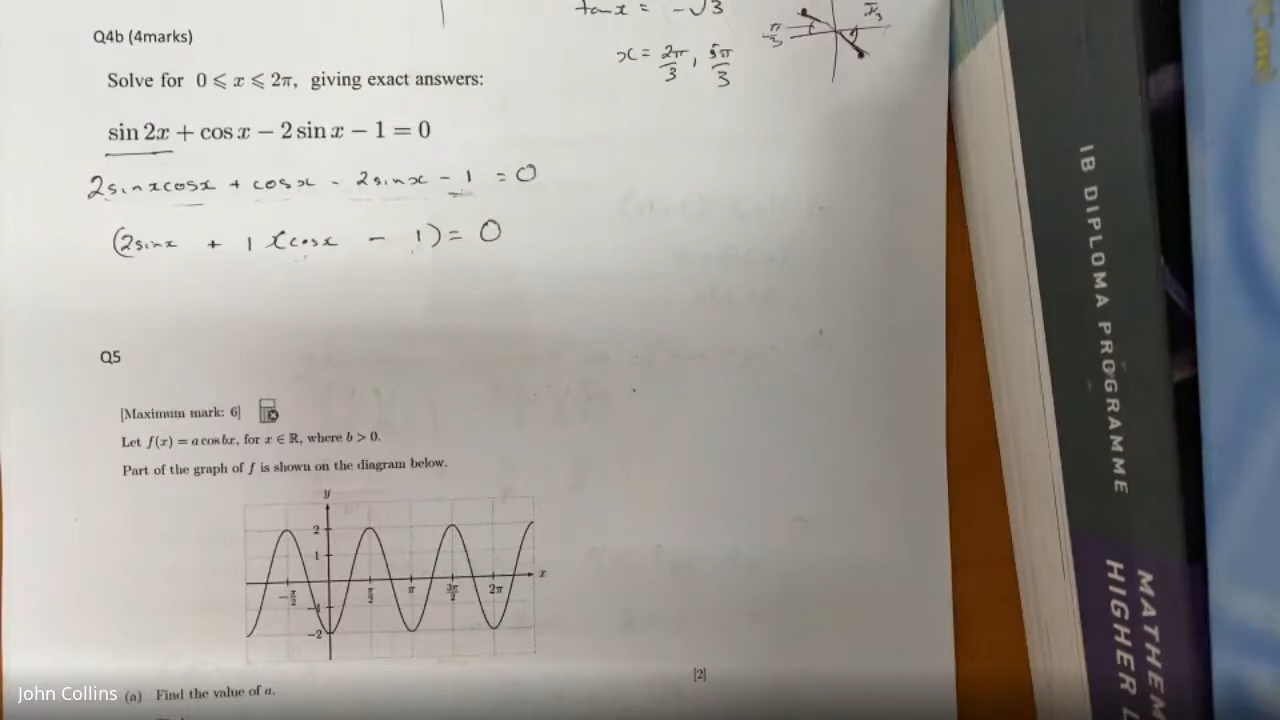 tan x = -√3
Q4b (4marks)
x = 2π/3, 5π/3
π/3
π/3
Solve for 0 ⩽ x ⩽ 2π, giving exact answers:
sin 2x + cos x − 2 sin x − 1 = 0
2sinxcosx + cosx - 2sinx - 1 = 0
(2sinx + 1)(cosx - 1) = 0
Q5
[Maximum mark: 6]
Let f(x) = a cos bx, for x ∈ ℝ, where b > 0.
Part of the graph of f is shown on the diagram below.
y
2
1
x
−π/2 π/2 π 3π/2 2π
−1
−2
[2]
(a) Find the value of a.
John Collins
IB DIPLOMA PROGRAMME
MATHEM
HIGHER L